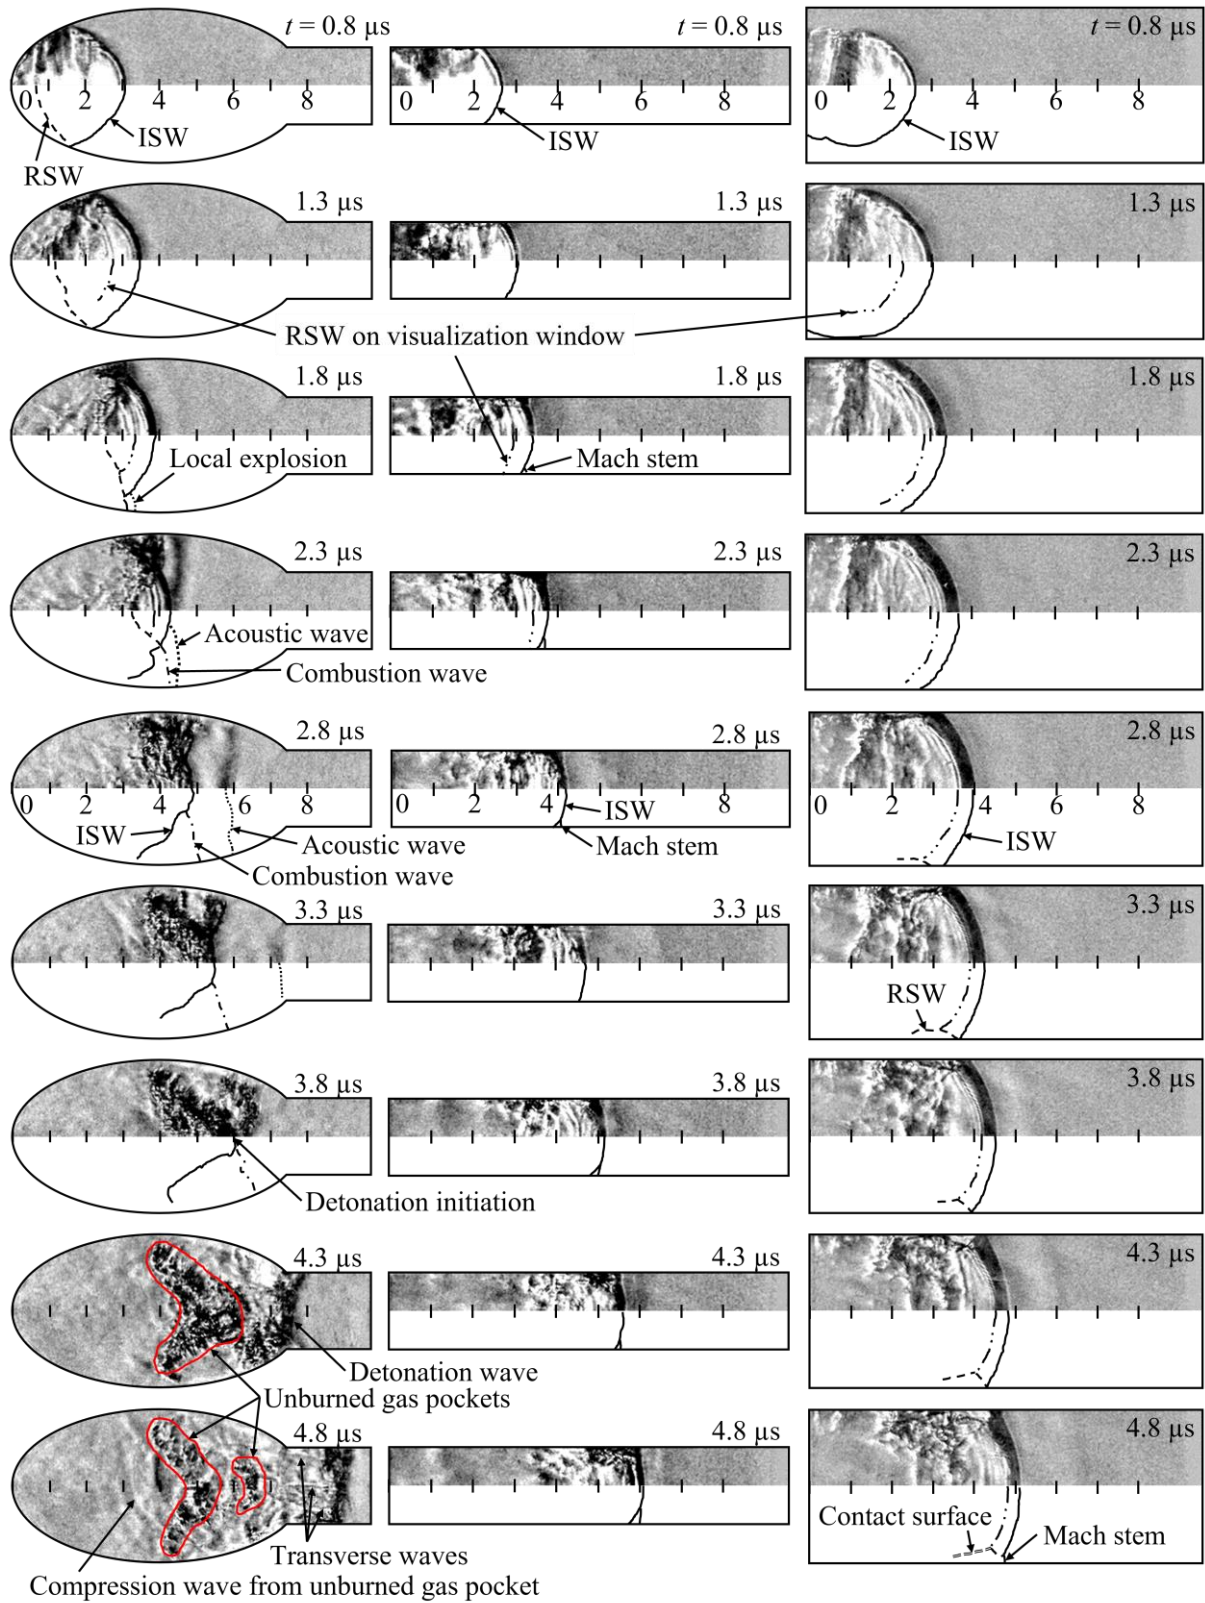 t = 0.8 µs
t = 0.8 µs
t = 0.8 µs
0 2 4 6 8
0 2 4 6 8
0 2 4 6 8
ISW
ISW
ISW
RSW
1.3 µs
1.3 µs
1.3 µs
RSW on visualization window
1.8 µs
1.8 µs
1.8 µs
Local explosion
Mach stem
2.3 µs
2.3 µs
2.3 µs
Acoustic wave
Combustion wave
2.8 µs
2.8 µs
2.8 µs
0 2 4 6 8
0 2 4 8
0 2 4 6 8
ISW
ISW
ISW
Acoustic wave
Mach stem
Combustion wave
3.3 µs
3.3 µs
3.3 µs
RSW
3.8 µs
3.8 µs
3.8 µs
Detonation initiation
4.3 µs
4.3 µs
4.3 µs
Detonation wave
Unburned gas pockets
4.8 µs
4.8 µs
4.8 µs
Contact surface
Mach stem
Transverse waves
Compression wave from unburned gas pocket